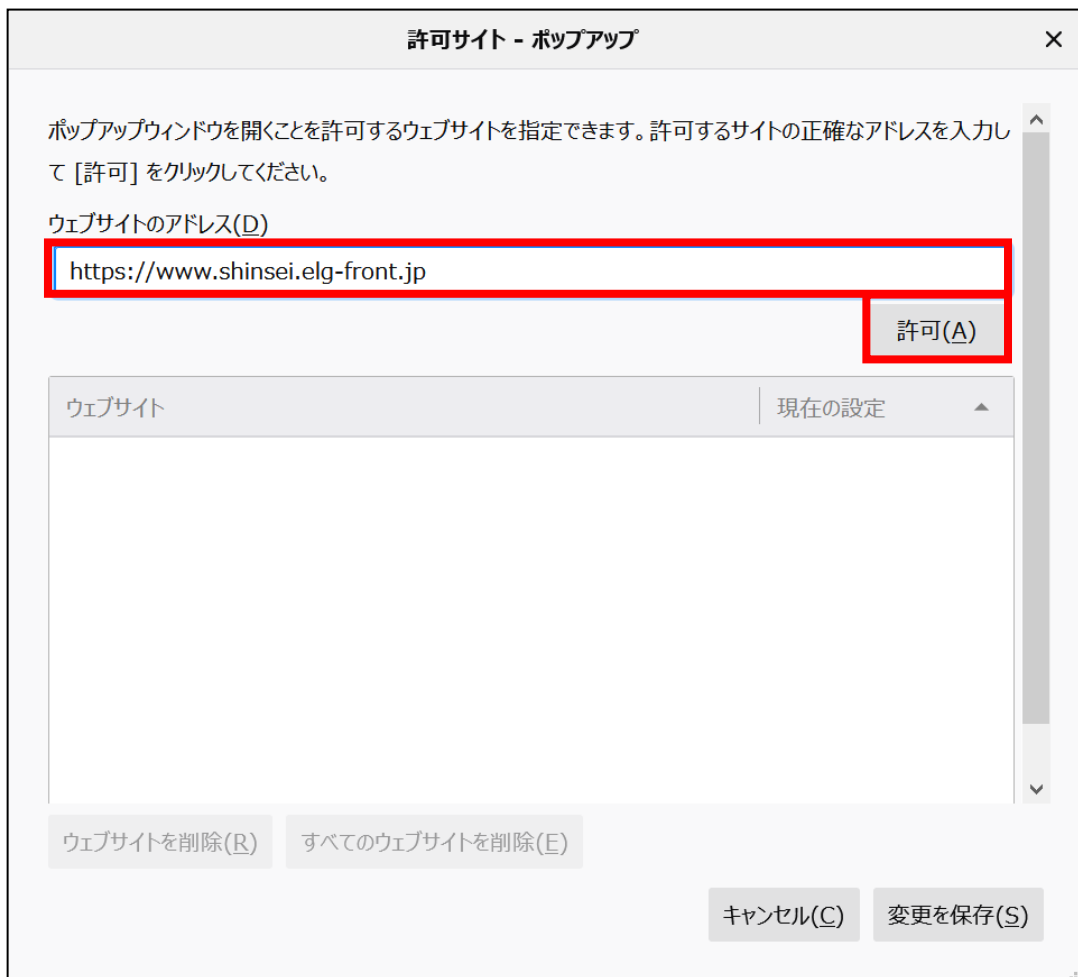 許可サイト - ポップアップ
ポップアップウィンドウを開くことを許可するウェブサイトを指定できます。許可するサイトの正確なアドレスを入力し
て [許可] をクリックしてください。
ウェブサイトのアドレス(D)
https://www.shinsei.elg-front.jp
許可(A)
ウェブサイト 現在の設定
ウェブサイトを削除(R) すべてのウェブサイトを削除(E)
キャンセル(C) 変更を保存(S)